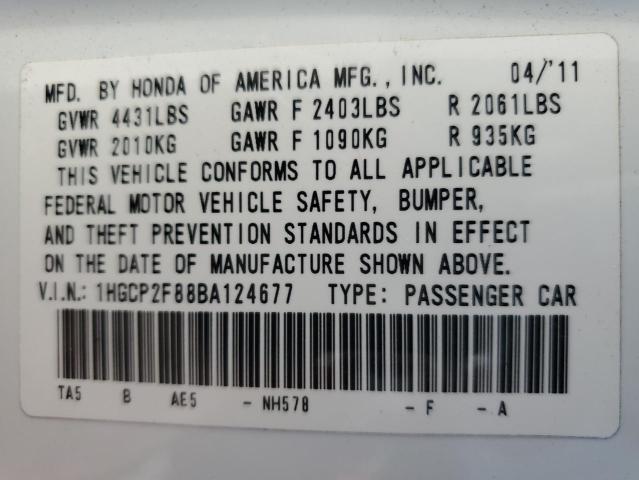 MFD. BY HONDA OF AMERICA MFG., INC. 04/'11
GVWR 4431LBS GAWR F 2403LBS R 2061LBS
GVWR 2010KG GAWR F 1090KG R 935KG
THIS VEHICLE CONFORMS TO ALL APPLICABLE
FEDERAL MOTOR VEHICLE SAFETY, BUMPER,
AND THEFT PREVENTION STANDARDS IN EFFECT
ON THE DATE OF MANUFACTURE SHOWN ABOVE.
V.I.N.: 1HGCP2F88BA124677 TYPE: PASSENGER CAR
TA5 B AE5 - NH578 - F - A